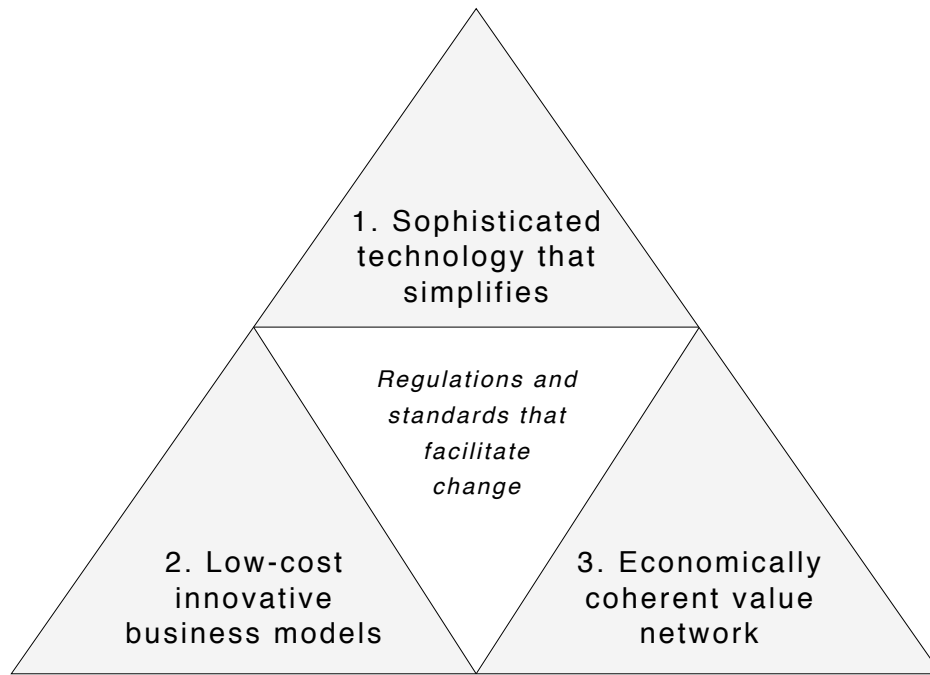 1. Sophisticated
technology that
simplifies
Regulations and
standards that
facilitate
change
2. Low-cost
innovative
business models
3. Economically
coherent value
network